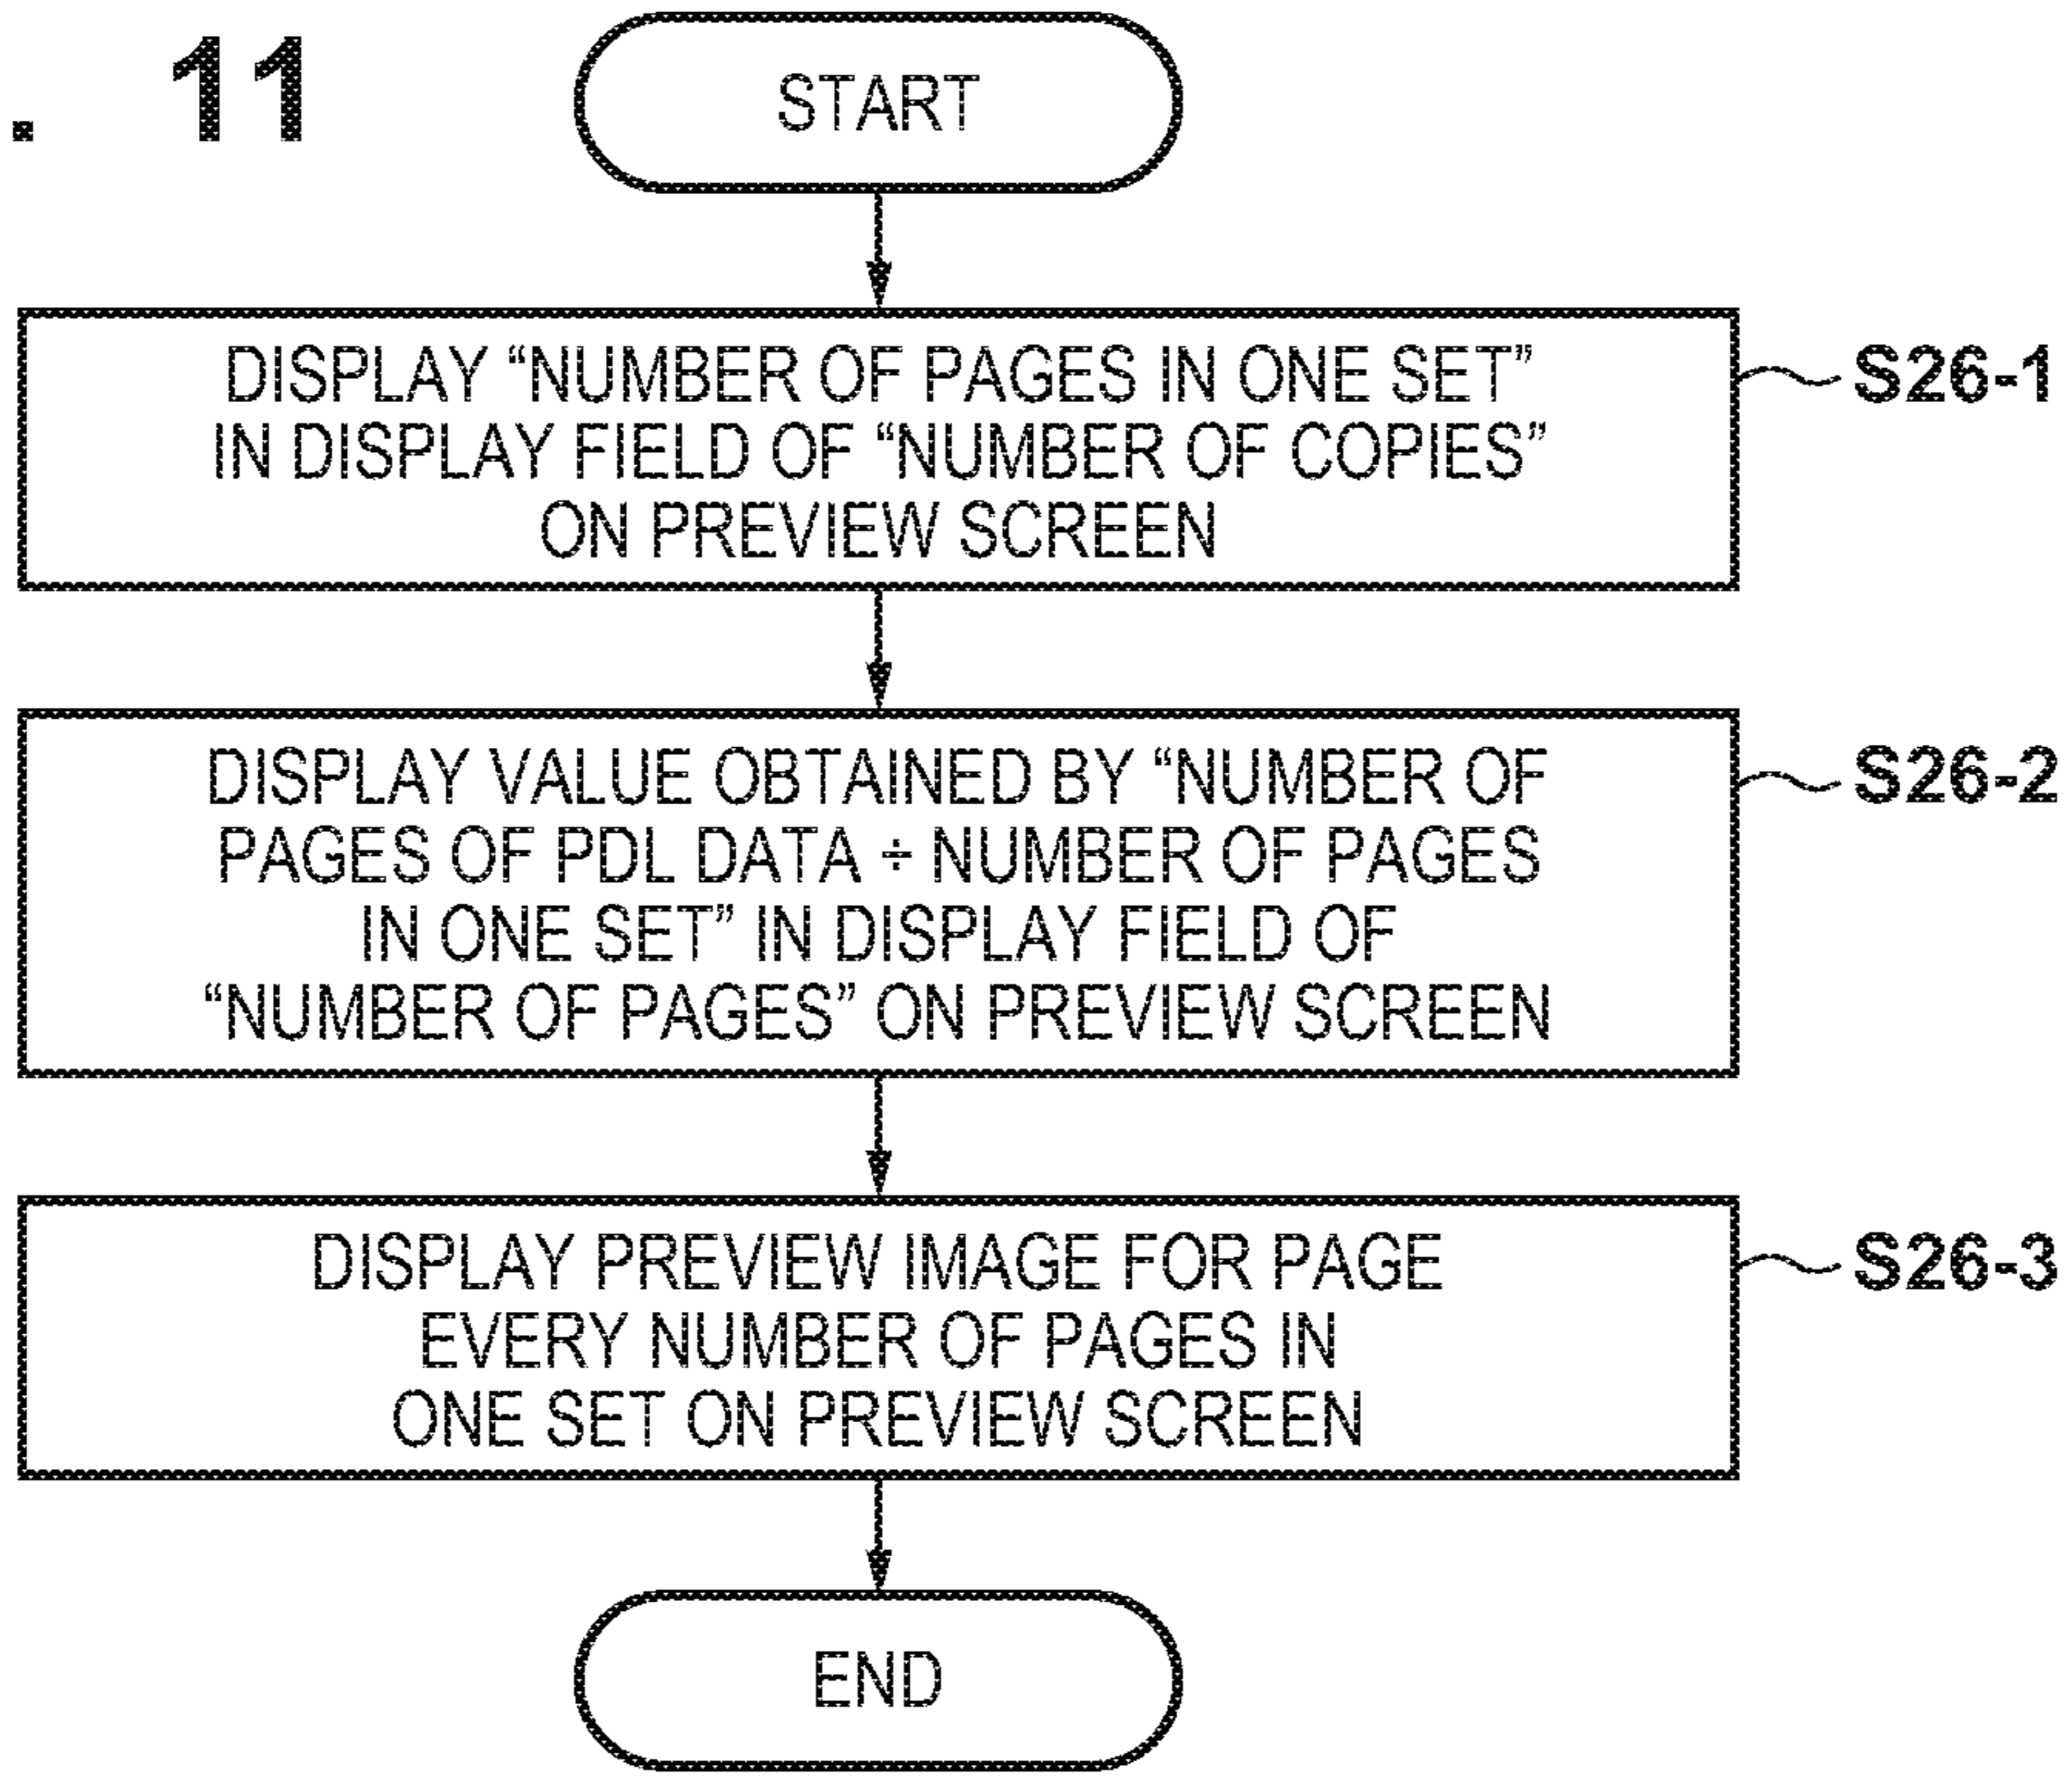 . 11
START
DISPLAY “NUMBER OF PAGES IN ONE SET”
IN DISPLAY FIELD OF “NUMBER OF COPIES”
ON PREVIEW SCREEN
S26-1
DISPLAY VALUE OBTAINED BY “NUMBER OF
PAGES OF PDL DATA ÷ NUMBER OF PAGES
IN ONE SET” IN DISPLAY FIELD OF
“NUMBER OF PAGES” ON PREVIEW SCREEN
S26-2
DISPLAY PREVIEW IMAGE FOR PAGE
EVERY NUMBER OF PAGES IN
ONE SET ON PREVIEW SCREEN
S26-3
END